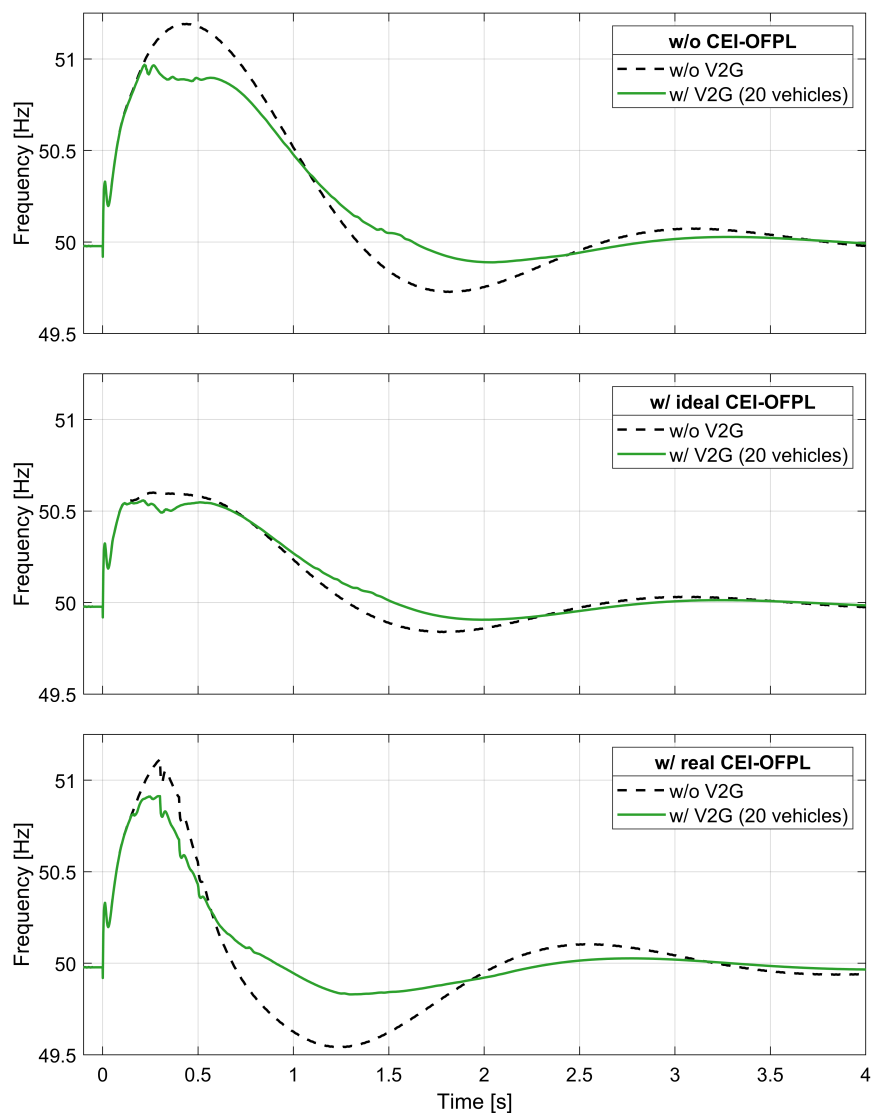 w/o CEI-OFPL
w/o V2G
w/ V2G (20 vehicles)
Frequency [Hz]
51
50.5
50
49.5
w/ ideal CEI-OFPL
w/o V2G
w/ V2G (20 vehicles)
Frequency [Hz]
51
50.5
50
49.5
w/ real CEI-OFPL
w/o V2G
w/ V2G (20 vehicles)
Frequency [Hz]
51
50.5
50
49.5
0 0.5 1 1.5 2 2.5 3 3.5 4
Time [s]